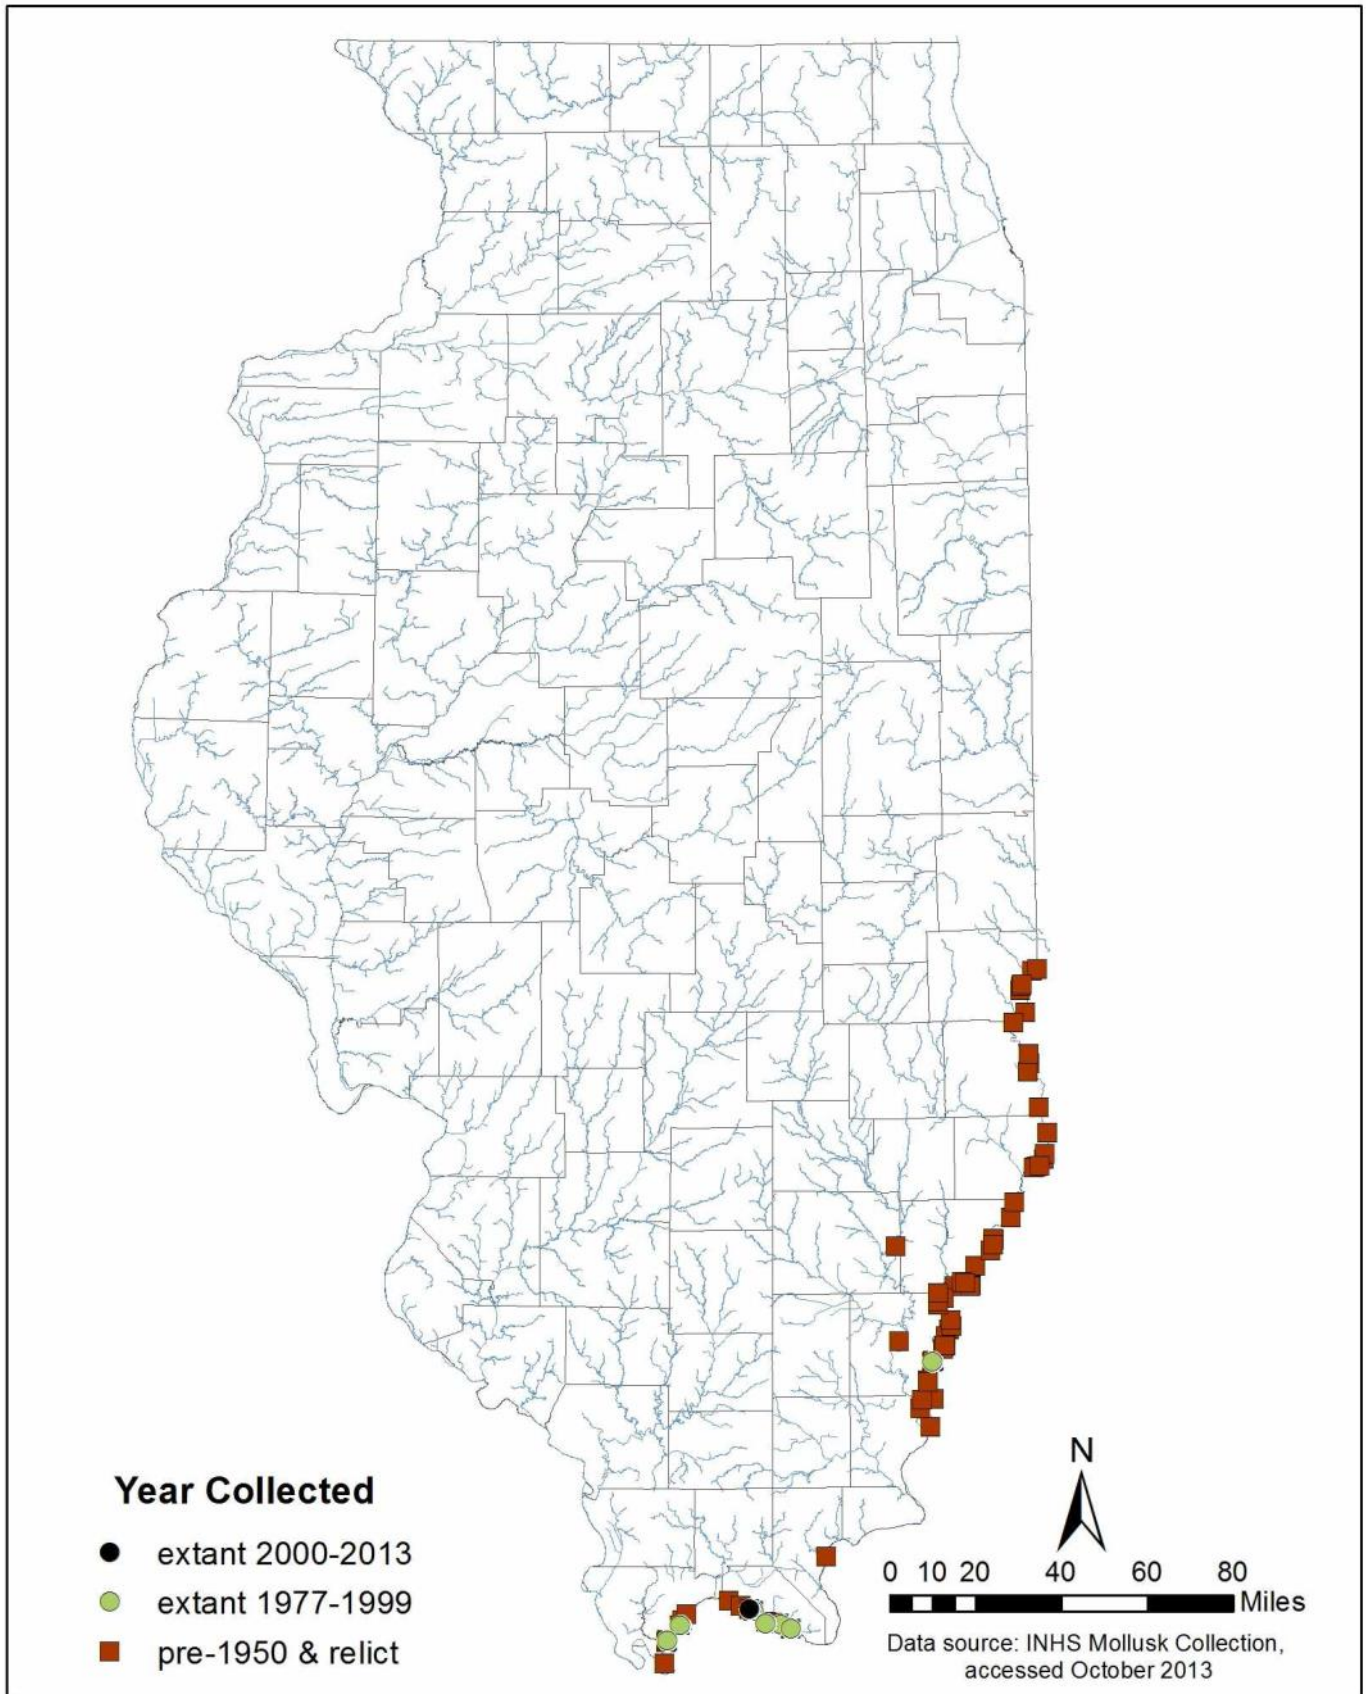 Year Collected
extant 2000-2013
extant 1977-1999
pre-1950 & relict
N
0 10 20 40 60 80
Miles
Data source: INHS Mollusk Collection,
accessed October 2013